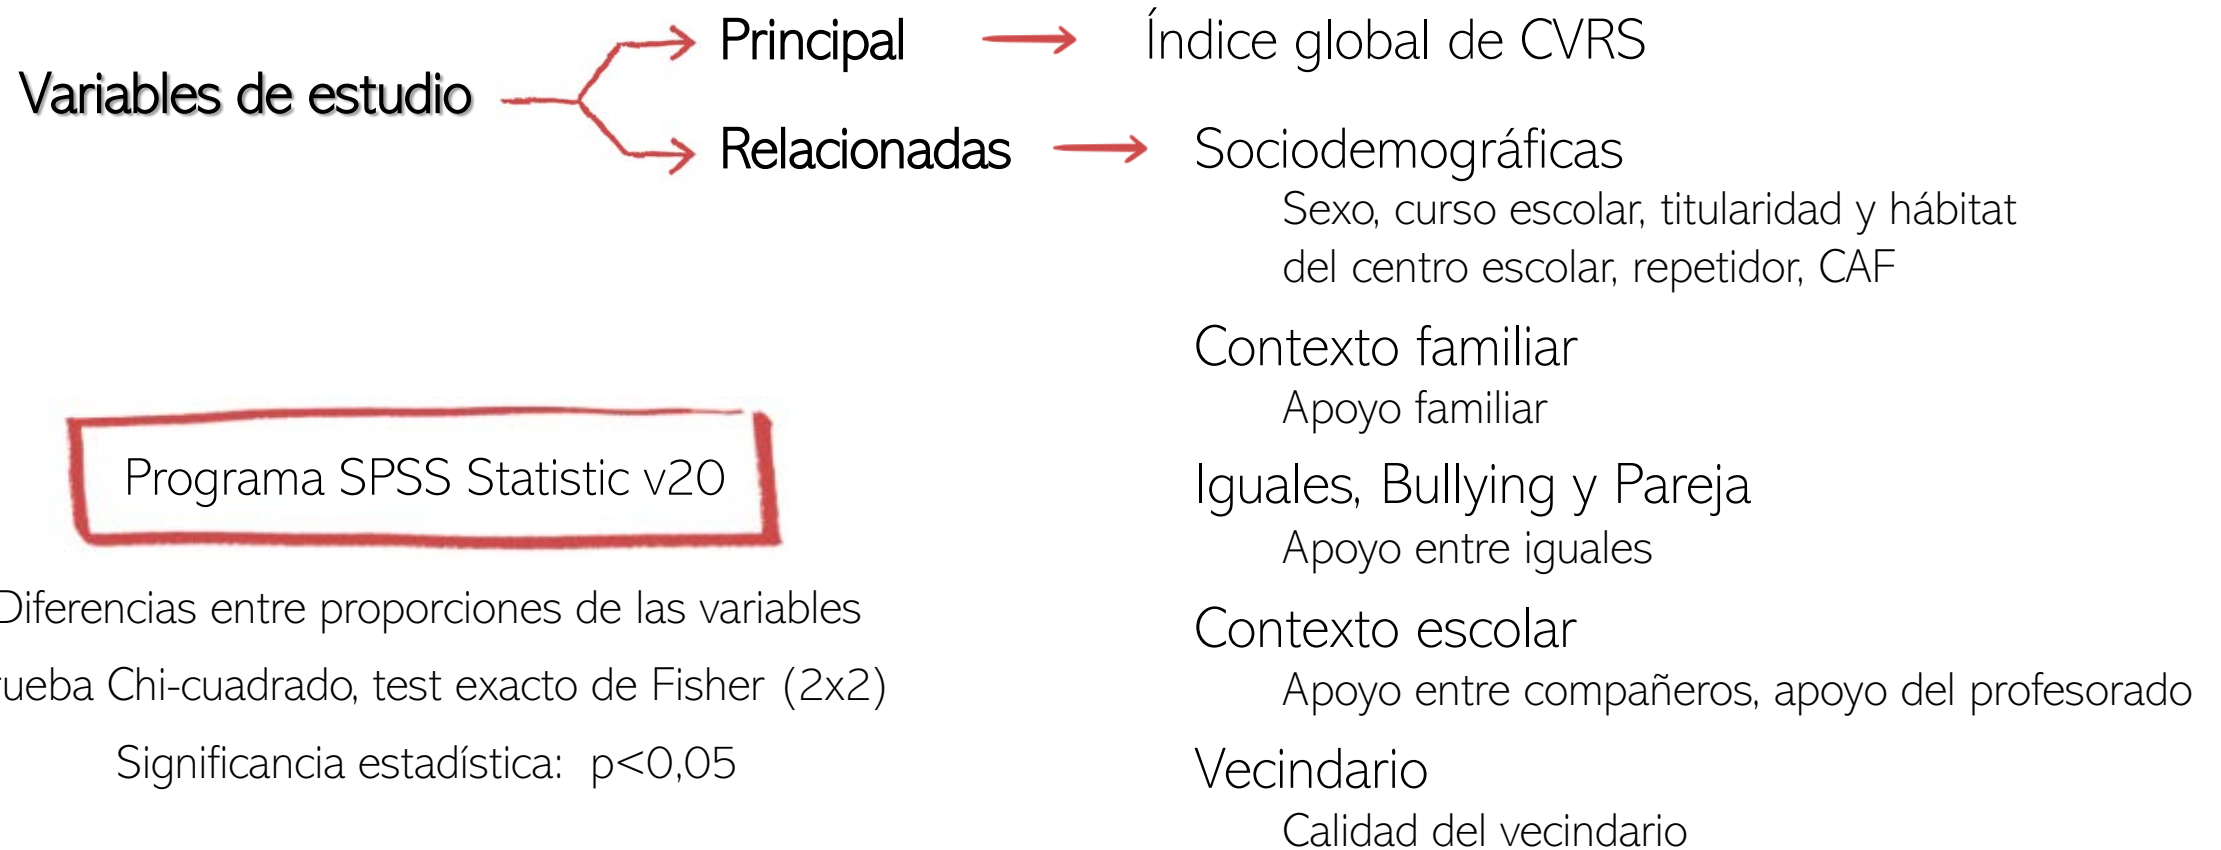 Variables de estudio
Principal
Índice global de CVRS
Relacionadas
Sociodemográficas
Sexo, curso escolar, titularidad y hábitat
del centro escolar, repetidor, CAF
Contexto familiar
Apoyo familiar
Iguales, Bullying y Pareja
Apoyo entre iguales
Contexto escolar
Apoyo entre compañeros, apoyo del profesorado
Vecindario
Calidad del vecindario
Programa SPSS Statistic v20
Diferencias entre proporciones de las variables
rueba Chi-cuadrado, test exacto de Fisher (2x2)
Significancia estadística: p<0,05